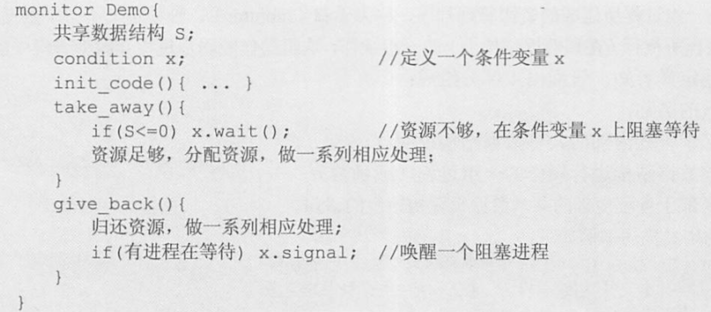 monitor Demo{
共享数据结构 S;
condition x; //定义一个条件变量 x
init_code(){ ... }
take_away(){
if(S<=0) x.wait(); //资源不够，在条件变量 x 上阻塞等待
资源足够，分配资源，做一系列相应处理;
}
give_back(){
归还资源，做一系列相应处理;
if(有进程在等待) x.signal; //唤醒一个阻塞进程
}
}